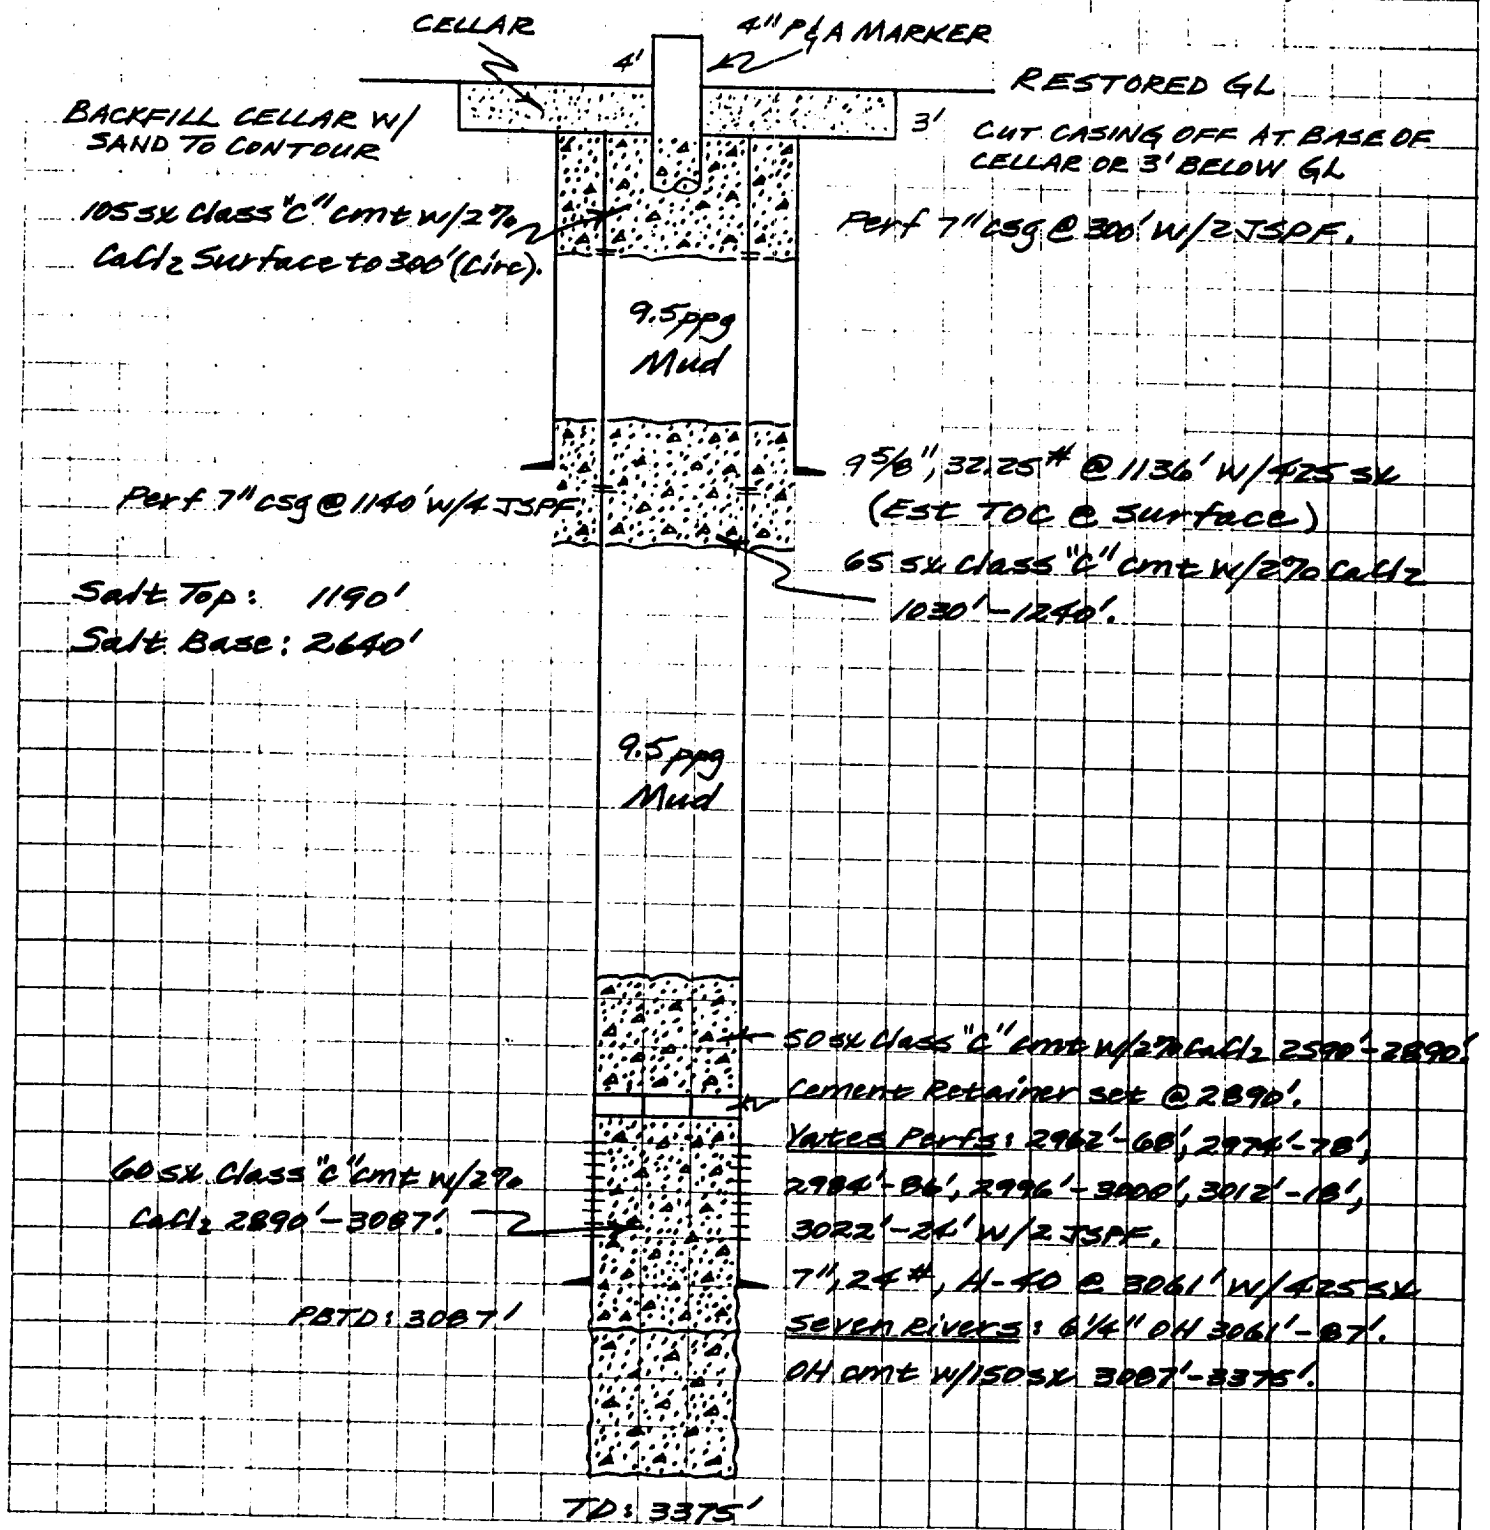 CELLAR
4" P&A MARKER
4'
RESTORED GL
BACKFILL CELLAR W/
SAND TO CONTOUR
3'
CUT CASING OFF AT BASE OF
CELLAR OR 3' BELOW GL
105 sx Class "C" cmt w/2%
CaCl2 Surface to 300' (Circ).
Perf 7" csg @ 300' w/2 JSPF.
9.5 ppg
Mud
9 5/8", 32.25# @ 1136' w/425 sx
(Est TOC @ surface)
Perf 7" csg @ 1140' w/4 JSPF
65 sx Class "C" cmt w/2% CaCl2
1030'-1240'.
Salt Top: 1190'
Salt Base: 2640'
9.5 ppg
Mud
50 sx Class "C" cmt w/2% CaCl2 2590'-2890'.
Cement Retainer set @ 2890'.
Yates Perfs: 2962'-68', 2974'-78',
2984'-86', 2996'-3000', 3012'-18',
3022'-24' w/2 JSPF.
60 sx Class "C" cmt w/2%
CaCl2 2890'-3087'.
7", 24#, H-40 @ 3061' w/425 sx
PBTD: 3087'
Seven Rivers: 6 1/4" OH 3061'-87'.
OH cmt w/150 sx 3087'-3375'.
TD: 3375'